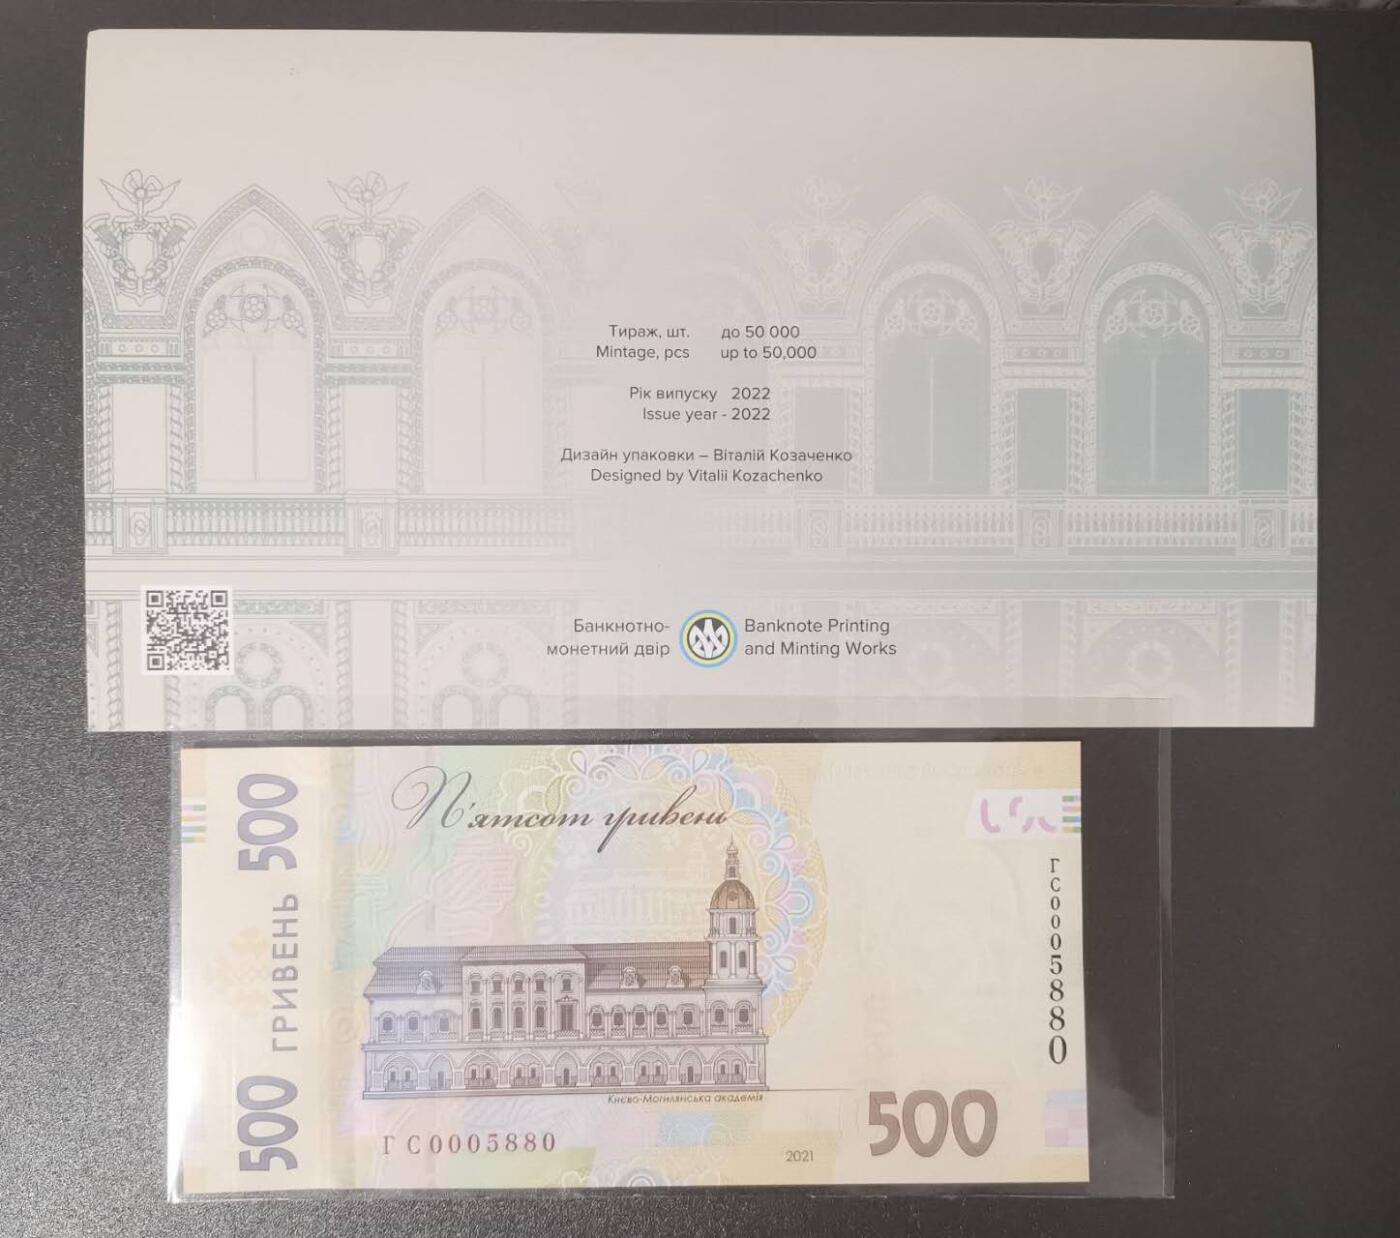 Тираж, шт. до 50 000
Mintage, pcs up to 50,000
Рік випуску 2022
Issue year - 2022
Дизайн упаковки – Віталій Козаченко
Designed by Vitalii Kozachenko
Банкнотно-
монетний двір
Banknote Printing
and Minting Works
П'ятсот гривень
500 ГРИВЕНЬ 500
ГС0005880
Києво-Могилянська академія
ГС0005880
2021
500